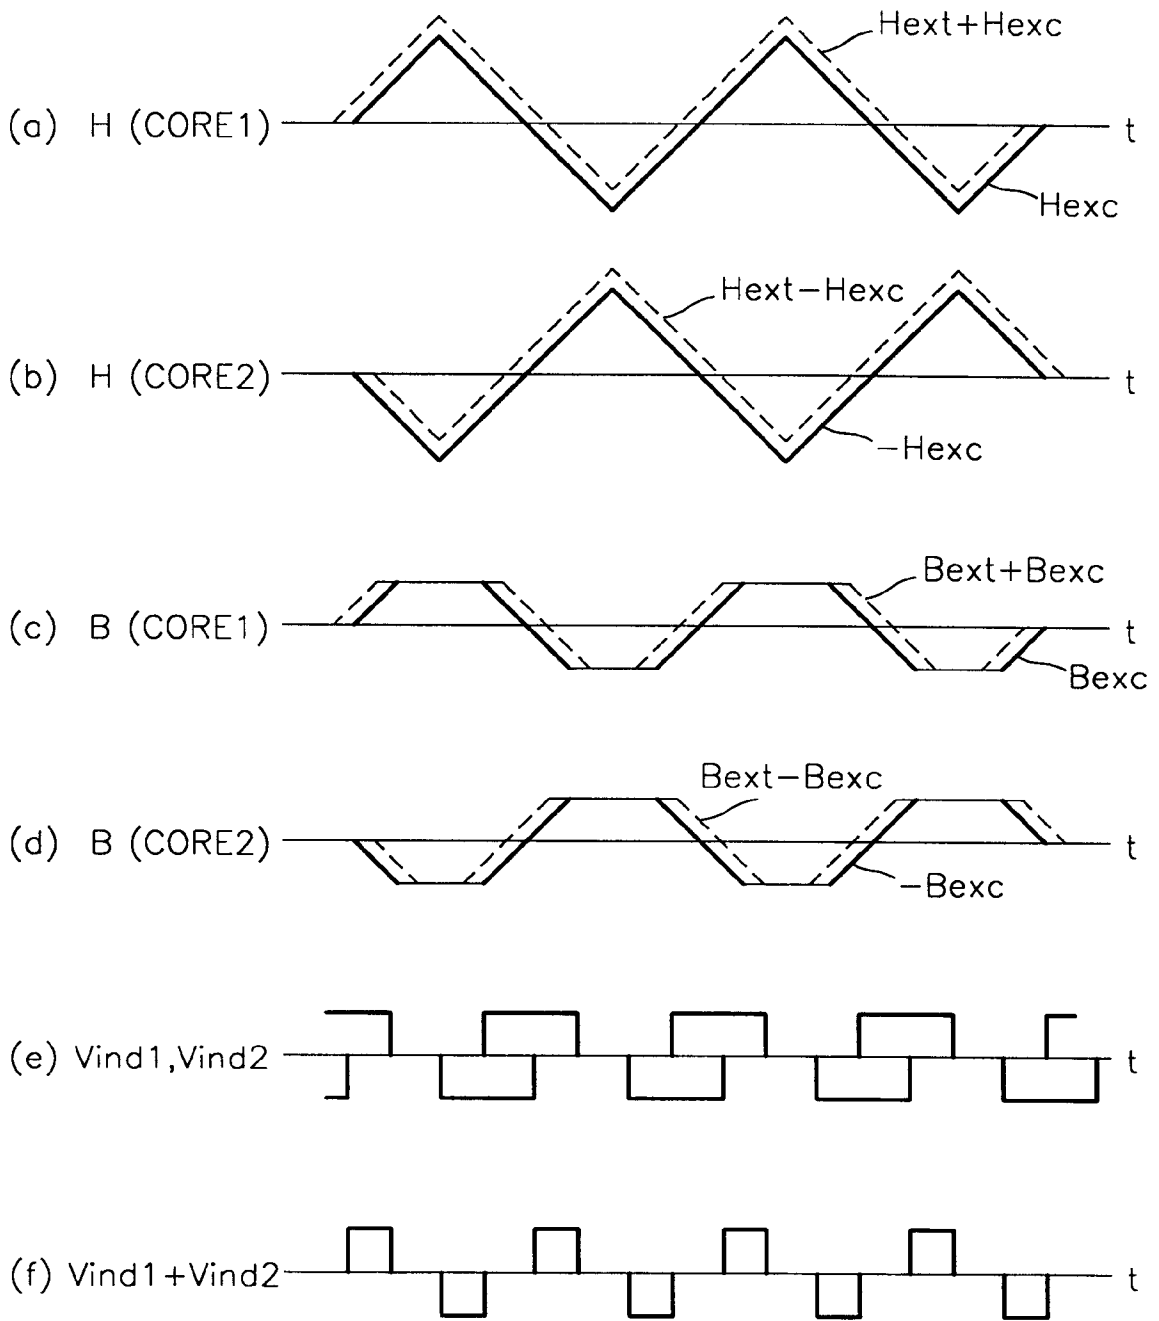 Hext+Hexc
(a) H (CORE1)
t
Hexc
Hext−Hexc
(b) H (CORE2)
t
−Hexc
Bext+Bexc
(c) B (CORE1)
t
Bexc
Bext−Bexc
(d) B (CORE2)
t
−Bexc
(e) Vind1,Vind2
t
(f) Vind1+Vind2
t